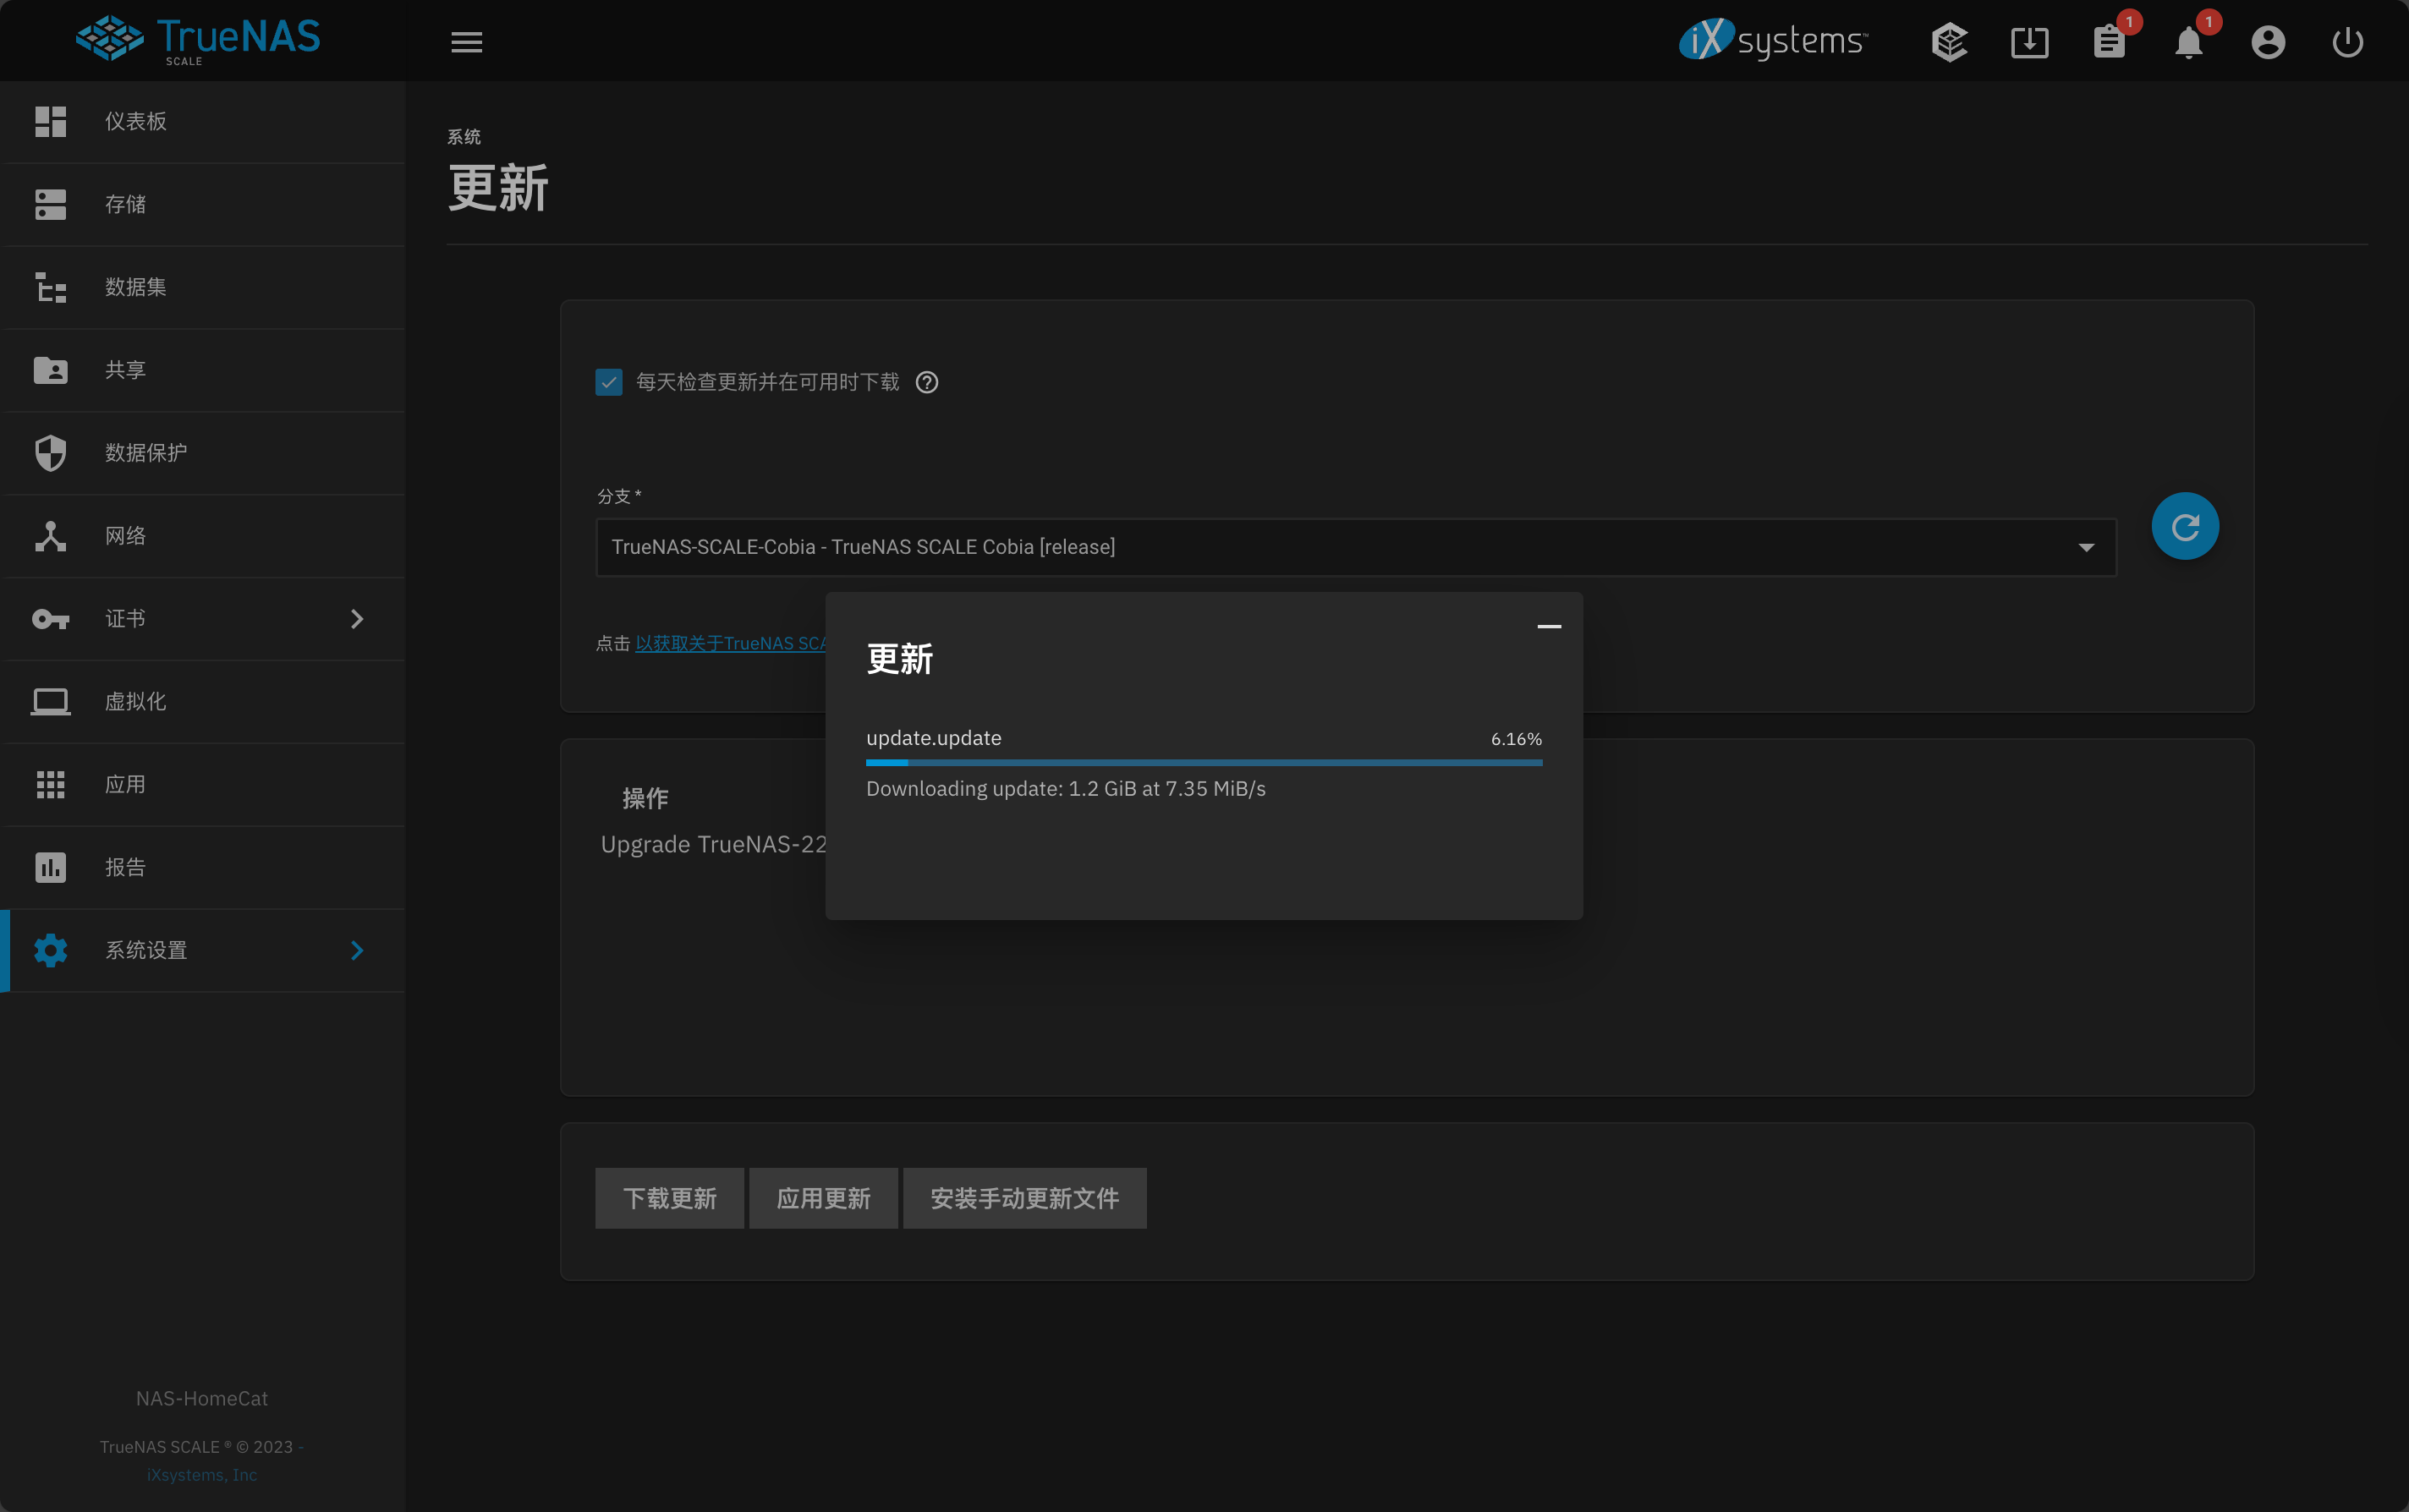 TrueNAS
SCALE
iXsystems™
1
1
仪表板
存储
数据集
共享
数据保护
网络
证书
虚拟化
应用
报告
系统设置
NAS-HomeCat
TrueNAS SCALE ® © 2023 -
iXsystems, Inc
系统
更新
每天检查更新并在可用时下载
分支 *
TrueNAS-SCALE-Cobia - TrueNAS SCALE Cobia [release]
点击 以获取关于TrueNAS SCA
更新
update.update 6.16%
Downloading update: 1.2 GiB at 7.35 MiB/s
操作
Upgrade TrueNAS-22
下载更新 应用更新 安装手动更新文件